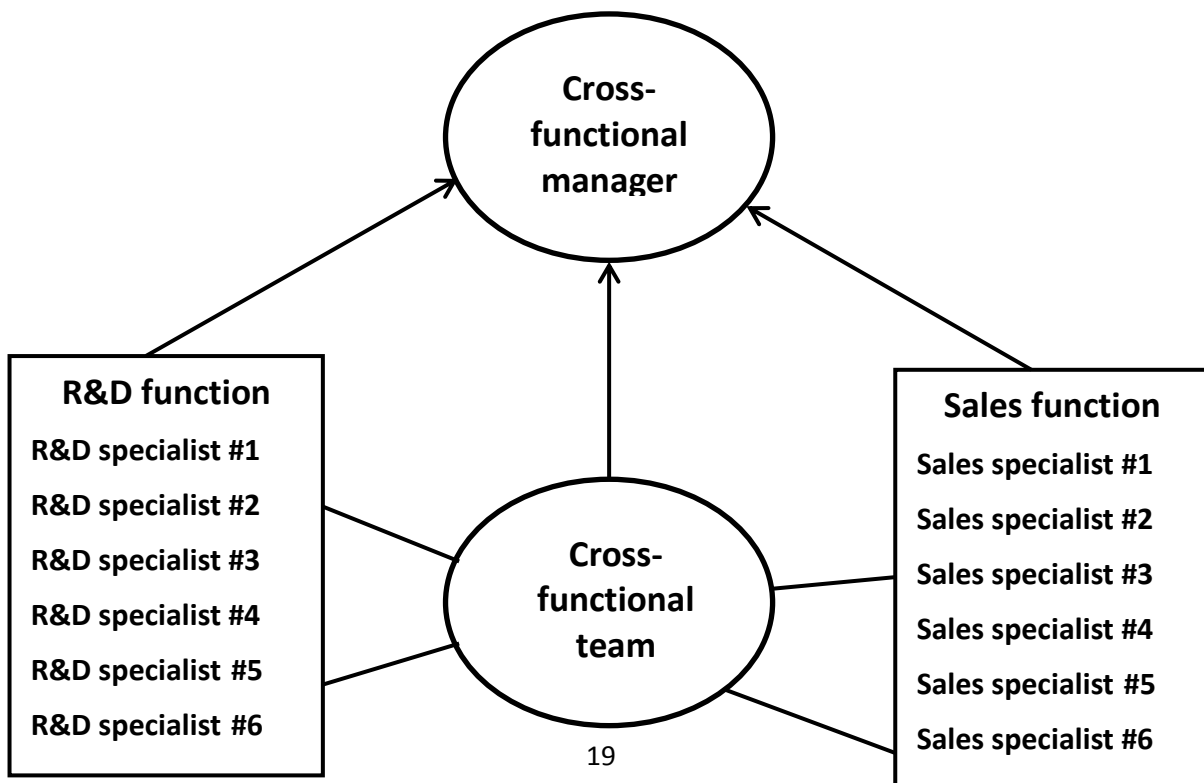 Cross-
functional
manager
R&D function
R&D specialist #1
R&D specialist #2
R&D specialist #3
R&D specialist #4
R&D specialist #5
R&D specialist #6
Cross-
functional
team
Sales function
Sales specialist #1
Sales specialist #2
Sales specialist #3
Sales specialist #4
Sales specialist #5
Sales specialist #6
19